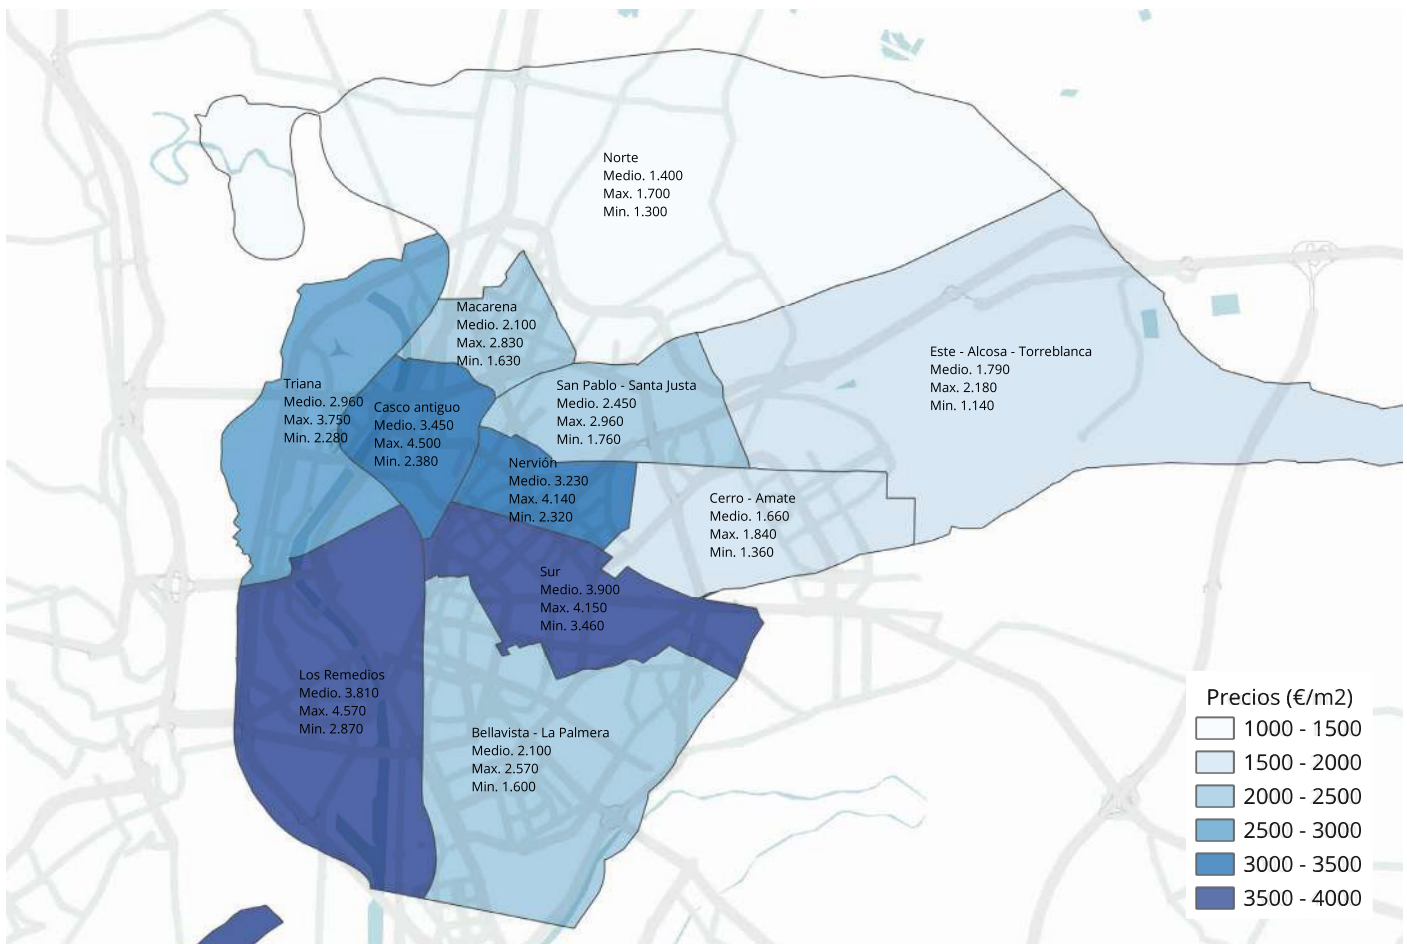 Norte
Medio. 1.400
Max. 1.700
Min. 1.300
Macarena
Medio. 2.100
Max. 2.830
Min. 1.630
Este - Alcosa - Torreblanca
Medio. 1.790
Max. 2.180
Min. 1.140
Triana
Medio. 2.960
Max. 3.750
Min. 2.280
San Pablo - Santa Justa
Medio. 2.450
Max. 2.960
Min. 1.760
Casco antiguo
Medio. 3.450
Max. 4.500
Min. 2.380
Nervión
Medio. 3.230
Max. 4.140
Min. 2.320
Cerro - Amate
Medio. 1.660
Max. 1.840
Min. 1.360
Sur
Medio. 3.900
Max. 4.150
Min. 3.460
Los Remedios
Medio. 3.810
Max. 4.570
Min. 2.870
Bellavista - La Palmera
Medio. 2.100
Max. 2.570
Min. 1.600
Precios (€/m2)
1000 - 1500
1500 - 2000
2000 - 2500
2500 - 3000
3000 - 3500
3500 - 4000